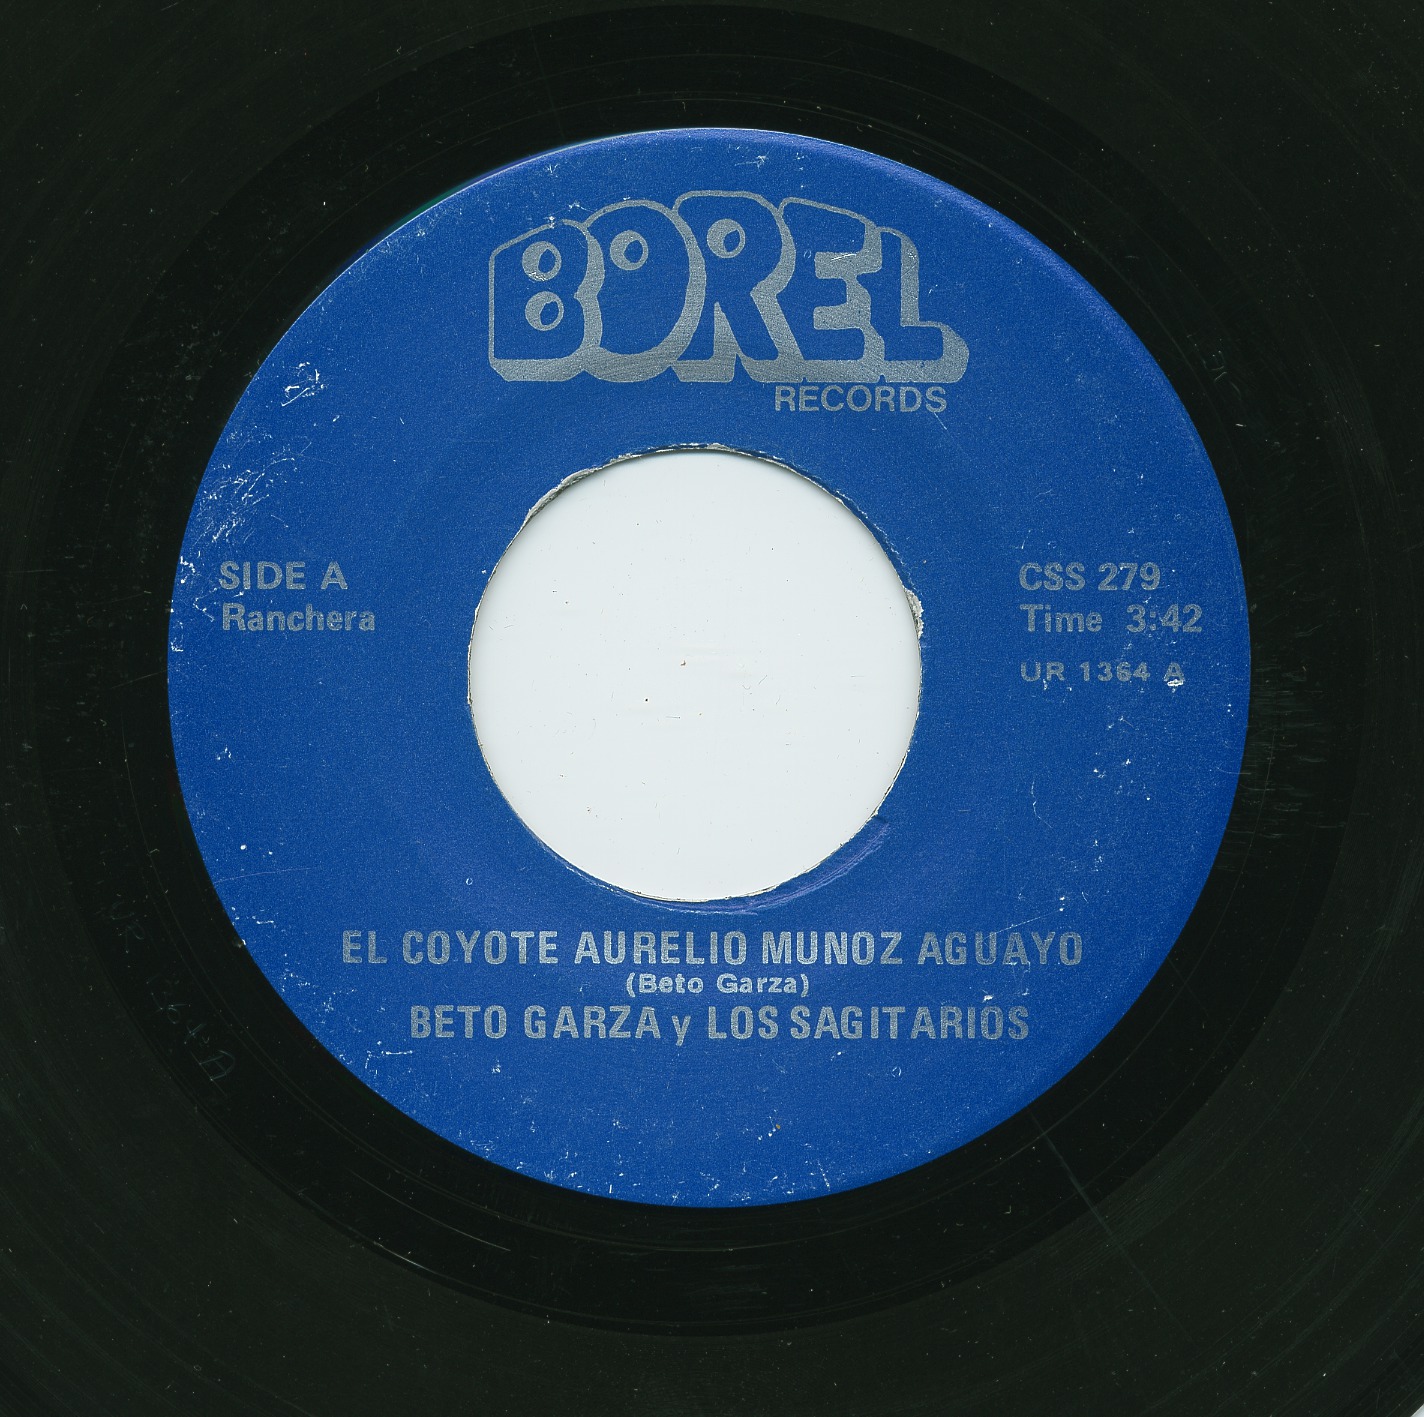 BOREL
RECORDS
SIDE A
Ranchera
CSS 279
Time 3:42
UR 1364 A
EL COYOTE AURELIO MUNOZ AGUAYO
(Beto Garza)
BETO GARZA y LOS SAGITARIOS